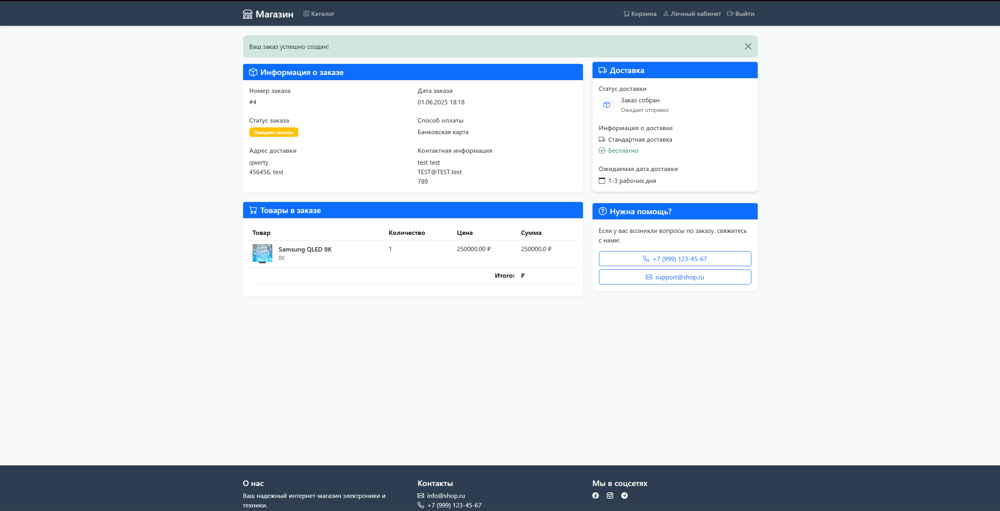 Магазин
Каталог
Корзина
Личный кабинет
Выйти
Ваш заказ успешно создан!
Информация о заказе
Номер заказа
#4
Дата заказа
01.06.2025 18:18
Статус заказа
Ожидает оплаты
Способ оплаты
Банковская карта
Адрес доставки
qwerty
456456, test
Контактная информация
test test
TEST@TEST.test
789
Доставка
Статус доставки
Заказ собран
Ожидает отправки
Информация о доставке
Стандартная доставка
Бесплатно
Ожидаемая дата доставки
1-3 рабочих дня
Товары в заказе
Товар Количество Цена Сумма
Samsung QLED 8K 1 250000,00 ₽ 250000,0 ₽
8K
Neo QLED
Итого: ₽
Нужна помощь?
Если у вас возникли вопросы по заказу, свяжитесь
с нами:
+7 (999) 123-45-67
support@shop.ru
О нас
Ваш надежный интернет-магазин электроники и
техники.
Контакты
info@shop.ru
+7 (999) 123-45-67
Мы в соцсетях